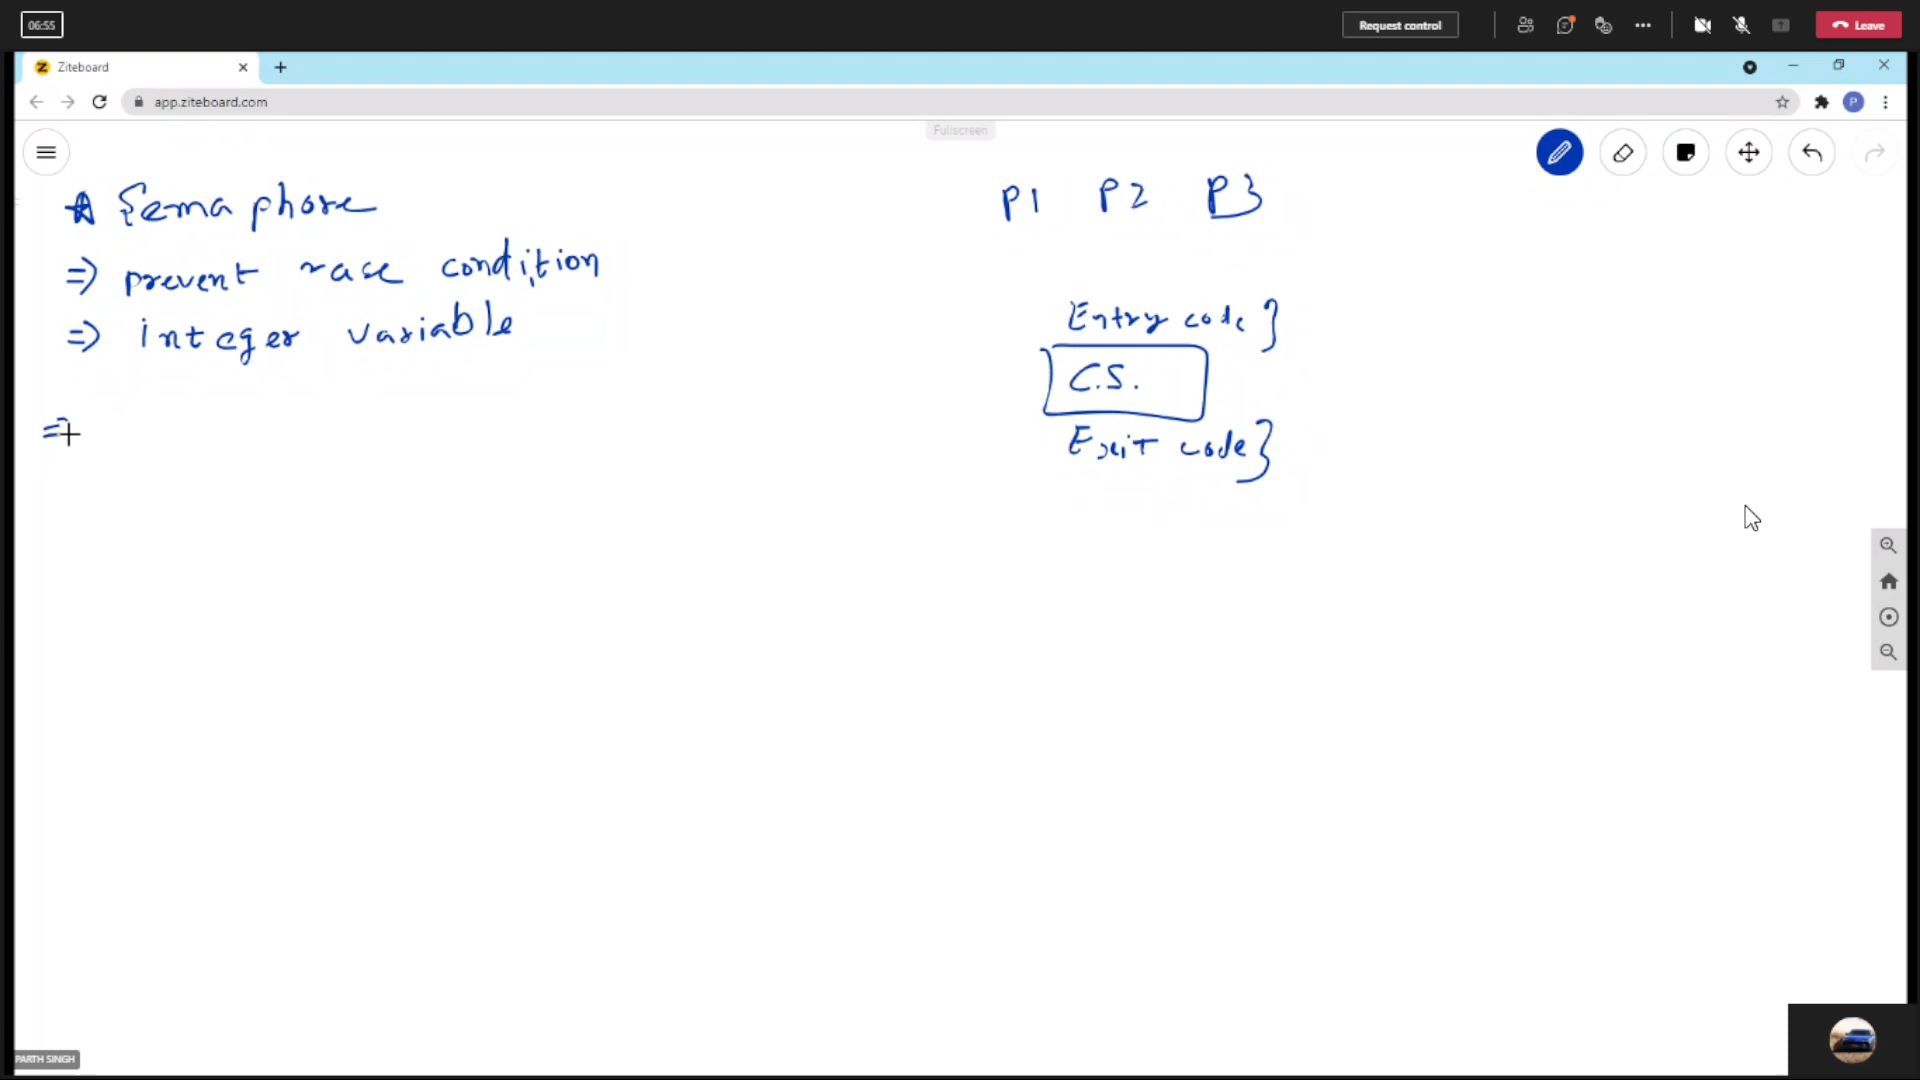 06:55
Request control
Leave
Ziteboard
app.ziteboard.com
P
Fullscreen
Semaphore
=> prevent rase condition
=> integer variable
=>
P1 P2 P3
Entry code }
C.S.
Exit code }
PARTH SINGH